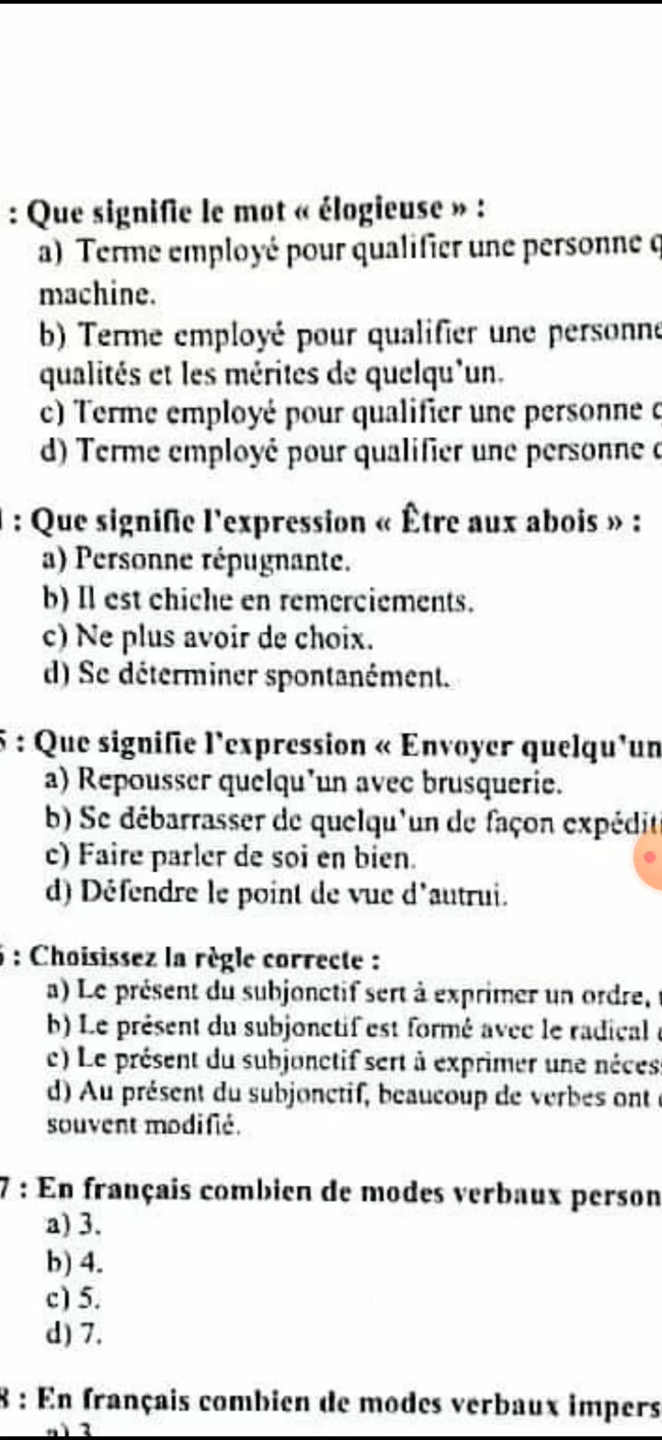 : Que signifie le mot « élogieuse » :
a) Terme employé pour qualifier une personne
machine.
b) Terme employé pour qualifier une personne
qualités et les mérites de quelqu'un.
c) Terme employé pour qualifier une personne
d) Terme employé pour qualifier une personne
: Que signifie l'expression « Être aux abois » :
a) Personne répugnante.
b) Il est chiche en remerciements.
c) Ne plus avoir de choix.
d) Se déterminer spontanément.
5 : Que signifie l'expression « Envoyer quelqu'un
a) Repousser quelqu'un avec brusquerie.
b) Se débarrasser de quelqu'un de façon expéditi
c) Faire parler de soi en bien.
d) Défendre le point de vue d'autrui.
6 : Choisissez la règle correcte :
a) Le présent du subjonctif sert à exprimer un ordre,
b) Le présent du subjonctif est formé avec le radical
c) Le présent du subjonctif sert à exprimer une néces
d) Au présent du subjonctif, beaucoup de verbes ont
souvent modifié.
7 : En français combien de modes verbaux person
a) 3.
b) 4.
c) 5.
d) 7.
8 : En français combien de modes verbaux impers
a) 3